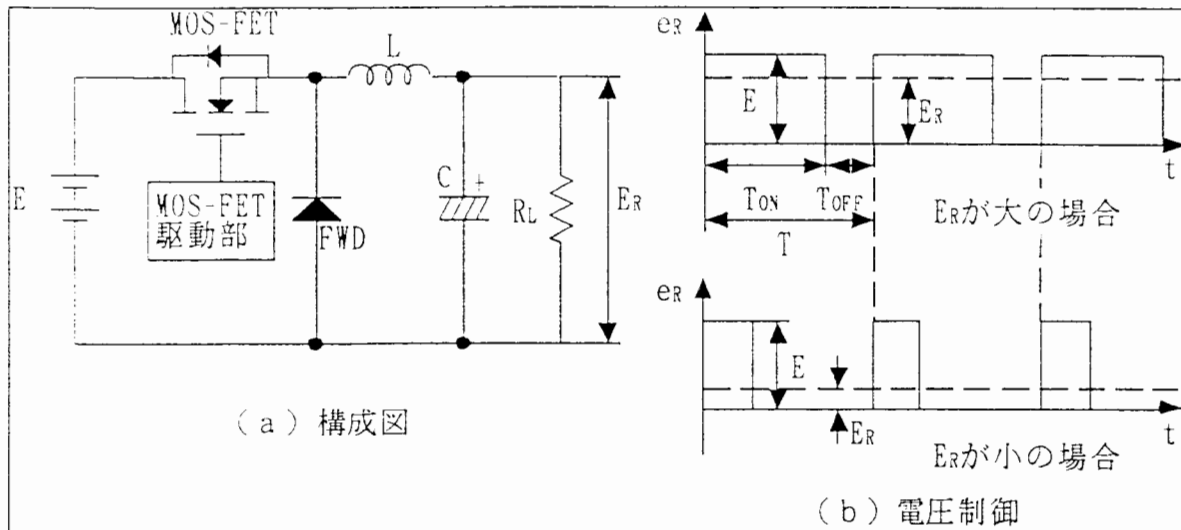 MOS-FET
L
E
MOS-FET
駆動部
FWD
C +
RL
ER
(a) 構成図
eR
E
ER
t
TON
TOFF
T
ERが大の場合
eR
E
ER
t
ERが小の場合
(b) 電圧制御